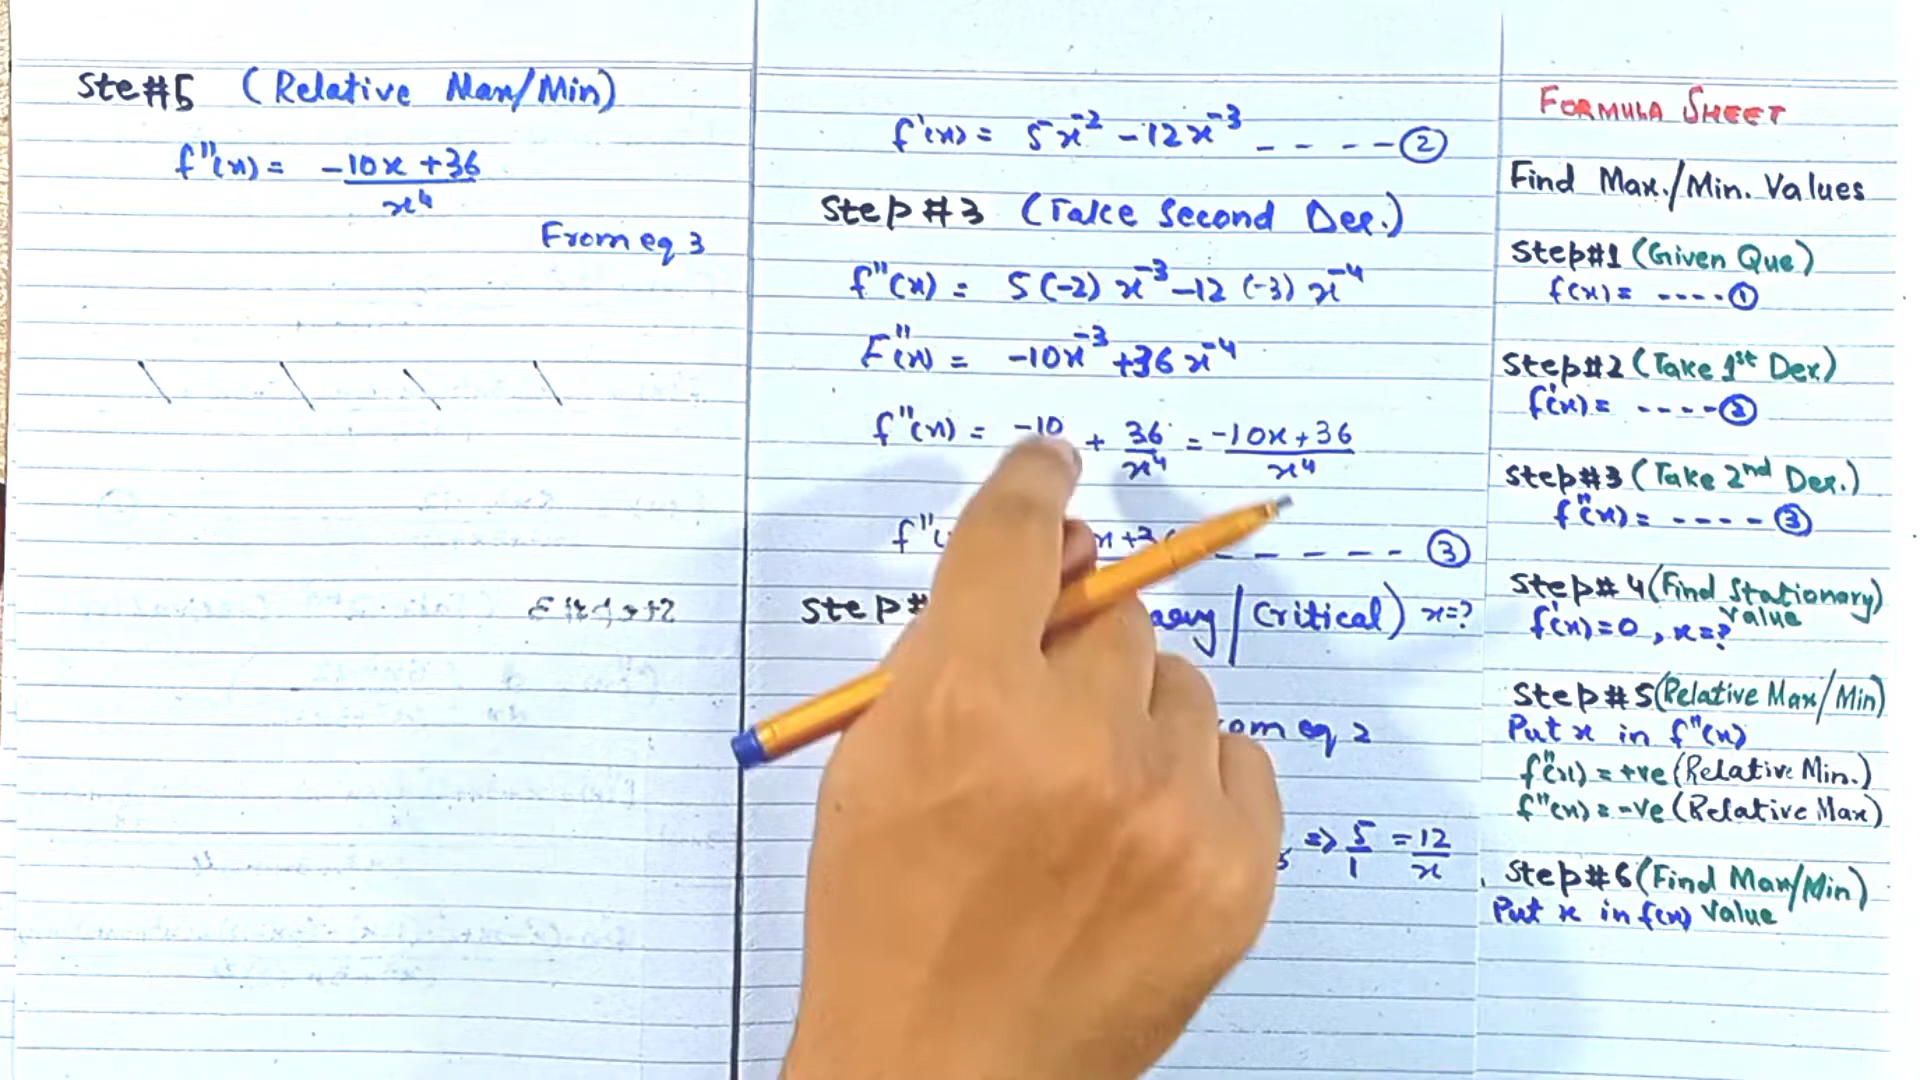 Ste#5 (Relative Max/Min)
f''(x) = -10x+36
x⁴
From eq 3
f'(x) = 5x⁻² - 12x⁻³ ----②
Step#3 (Take Second Der.)
f''(x) = 5(-2) x⁻³ - 12 (-3) x⁻⁴
F''(x) = -10x⁻³ + 36 x⁻⁴
f''(x) = -10 + 36/x⁴ = -10x+36/x⁴
f''( x+3 ------③
Step# /Critical) x=?
eq 2
⇒ 5/1 = 12/x
FORMULA SHEET
Find Max./Min. Values
Step#1 (Given Que)
f(x)= ----①
Step#2 (Take 1st Der)
f'(x)= ----②
Step#3 (Take 2nd Der.)
f''(x)= ----③
Step#4 (Find Stationary)
Value
f'(x)=0, x=?
Step#5 (Relative Max/Min)
Put x in f''(x)
f''(x) = +ve (Relative Min.)
f''(x) = -ve (Relative Max)
Step#6 (Find Max/Min)
Put x in f(x) Value